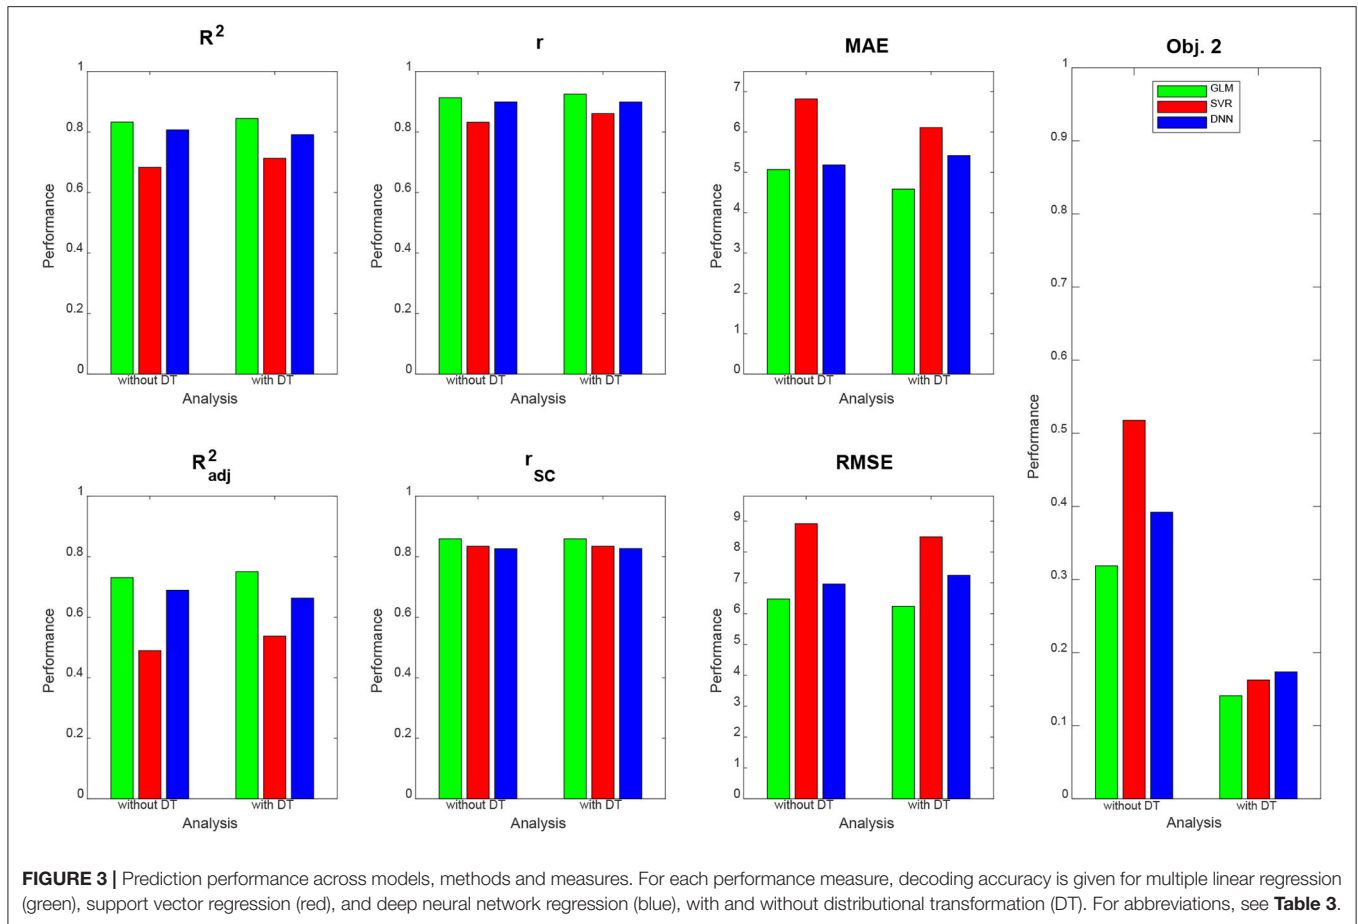 R²
1
0.8
0.6
0.4
0.2
0
Performance
without DT
with DT
Analysis
r
1
0.8
0.6
0.4
0.2
0
Performance
without DT
with DT
Analysis
MAE
7
6
5
4
3
2
1
0
Performance
without DT
with DT
Analysis
Obj. 2
1
0.9
0.8
0.7
0.6
0.5
0.4
0.3
0.2
0.1
0
Performance
GLM
SVR
DNN
without DT
with DT
Analysis
R²adj
1
0.8
0.6
0.4
0.2
0
Performance
without DT
with DT
Analysis
rSC
1
0.8
0.6
0.4
0.2
0
Performance
without DT
with DT
Analysis
RMSE
9
8
7
6
5
4
3
2
1
0
Performance
without DT
with DT
Analysis
FIGURE 3 | Prediction performance across models, methods and measures. For each performance measure, decoding accuracy is given for multiple linear regression
(green), support vector regression (red), and deep neural network regression (blue), with and without distributional transformation (DT). For abbreviations, see Table 3.